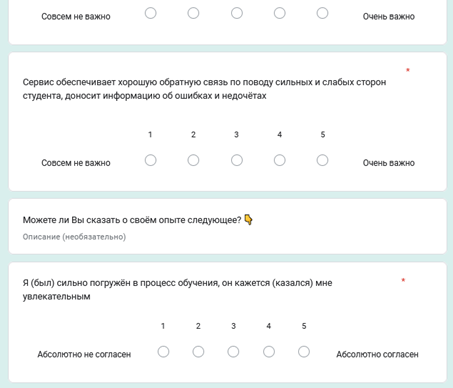 Совсем не важно Очень важно
Сервис обеспечивает хорошую обратную связь по поводу сильных и слабых сторон *
студента, доносит информацию об ошибках и недочётах
1 2 3 4 5
Совсем не важно Очень важно
Можете ли Вы сказать о своём опыте следующее? 👇
Описание (необязательно)
Я (был) сильно погружён в процесс обучения, он кажется (казался) мне *
увлекательным
1 2 3 4 5
Абсолютно не согласен Абсолютно согласен